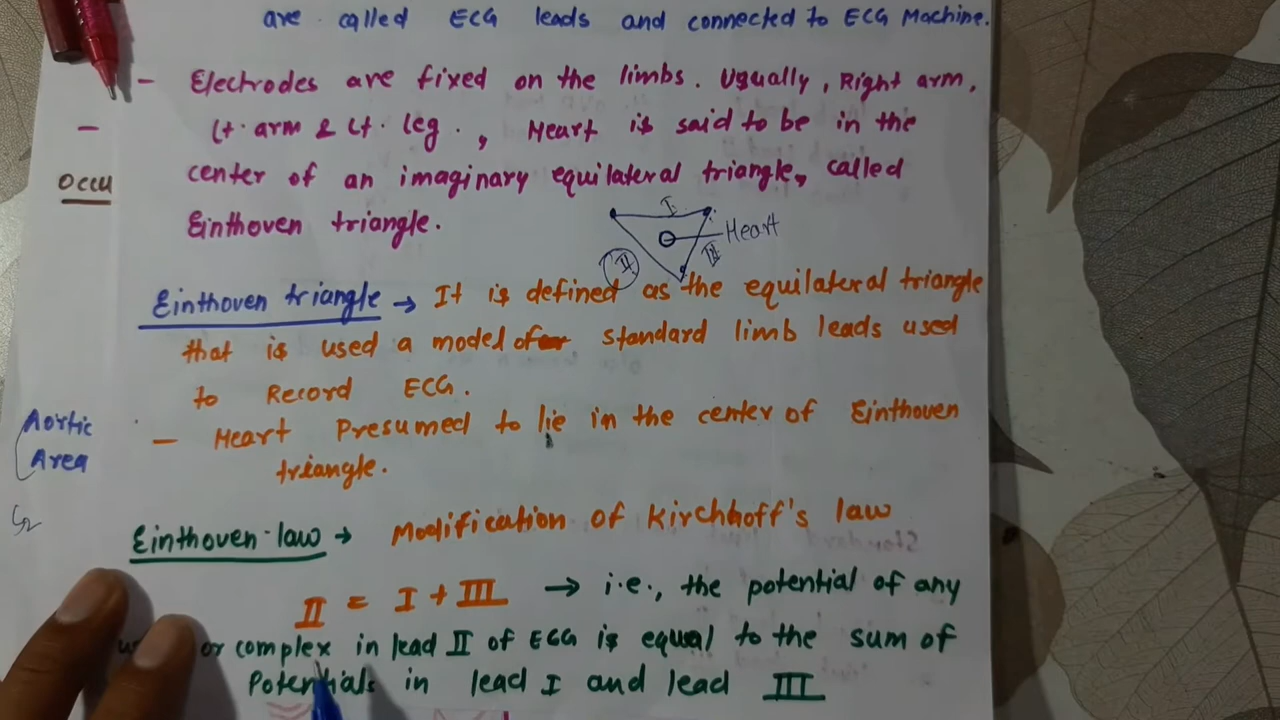 are called ECG leads and connected to ECG Machine.
- Electrodes are fixed on the limbs. Usually, Right arm,
- Lt. arm & Lt. leg., Heart is said to be in the
Occu
center of an imaginary equilateral triangle, called
Einthoven triangle.
I
Heart
II
III
Einthoven triangle → It is defined as the equilateral triangle
that is used a model of standard limb leads used
to Record ECG.
Aortic
Area
- Heart Presumed to lie in the center of Einthoven
triangle.
Einthoven law → Modification of Kirchhoff's law
II = I + III → i.e., the potential of any
or complex in lead II of ECG is equal to the sum of
Potentials in lead I and lead III